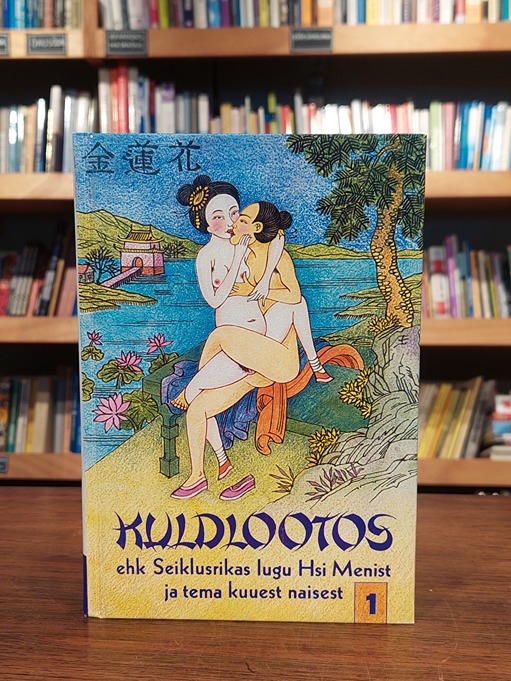 金蓮花
KULDLOOTOS
ehk Seiklusrikas lugu Hsi Menist
ja tema kuuest naisest
1